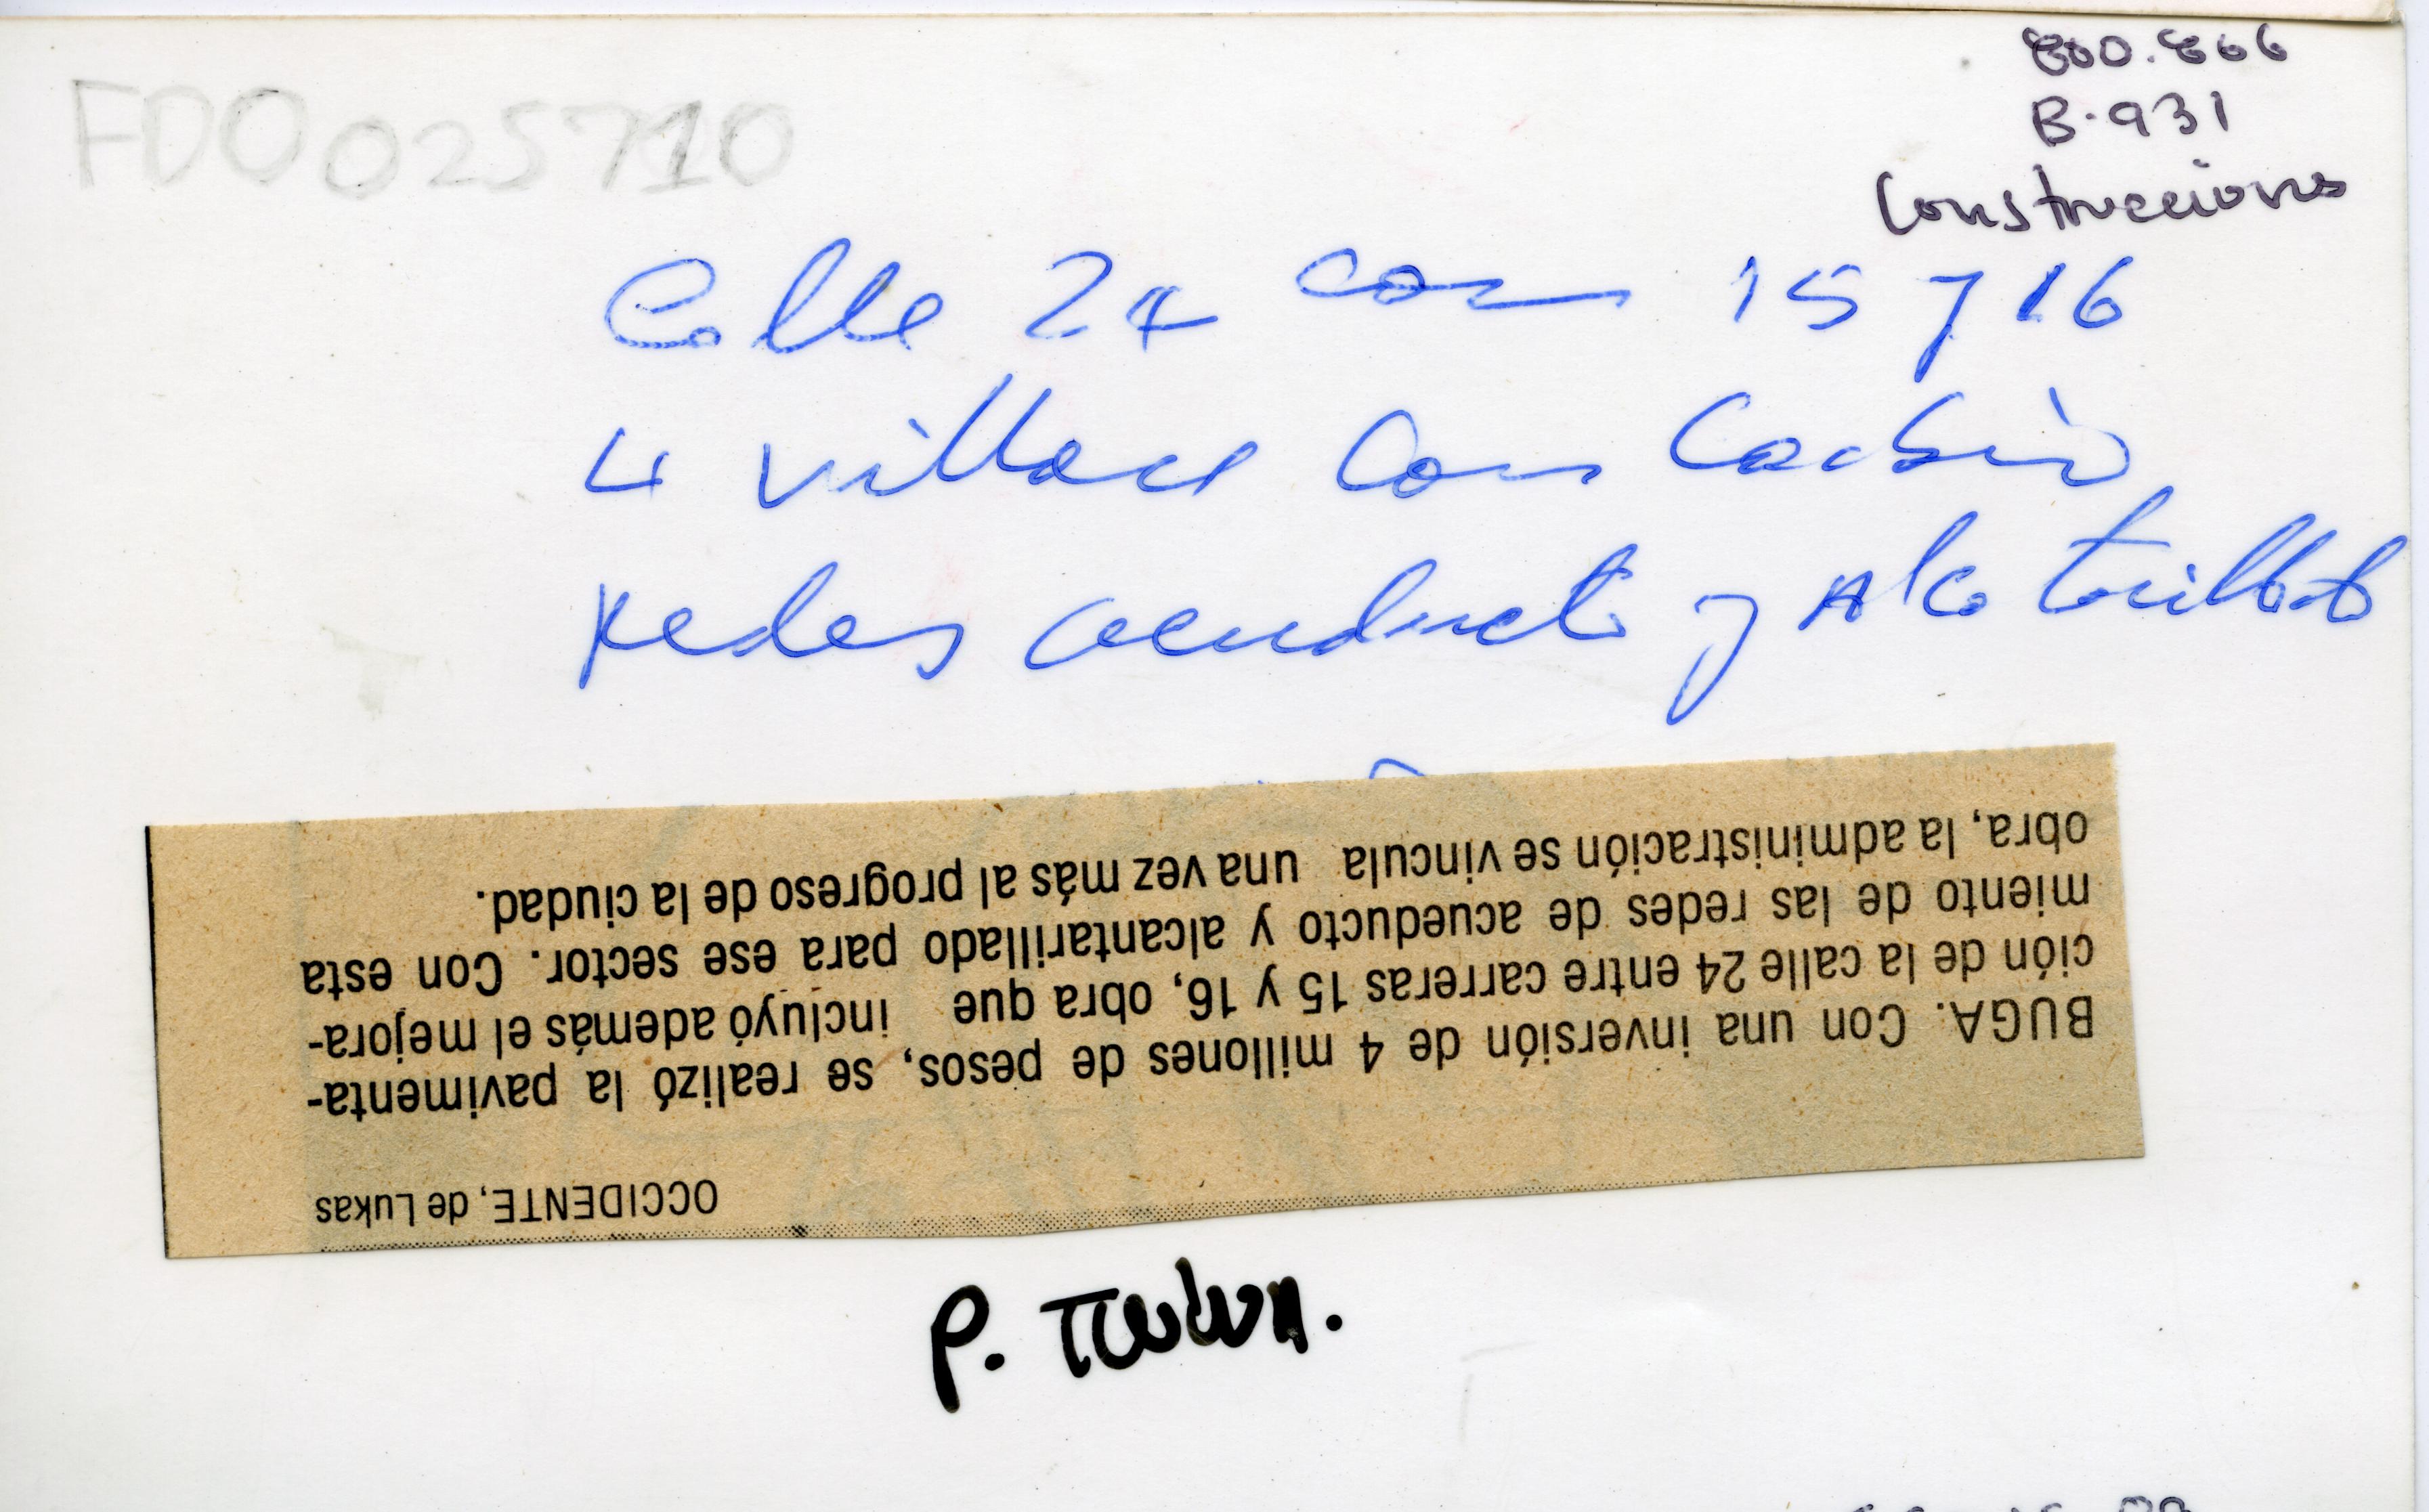 FDO025710
800.866
B.931
Construcciones
Calle 24 con 15 y 16
4 millones Con
Redes acueducto y Alcantarillado
OCCIDENTE, de Lukas
BUGA. Con una inversión de 4 millones de pesos, se realizó la pavimenta-
ción de la calle 24 entre carreras 15 y 16, obra que incluyó además el mejora-
miento de las redes de acueducto y alcantarillado para ese sector. Con esta
obra, la administración se vincula una vez más al progreso de la ciudad.